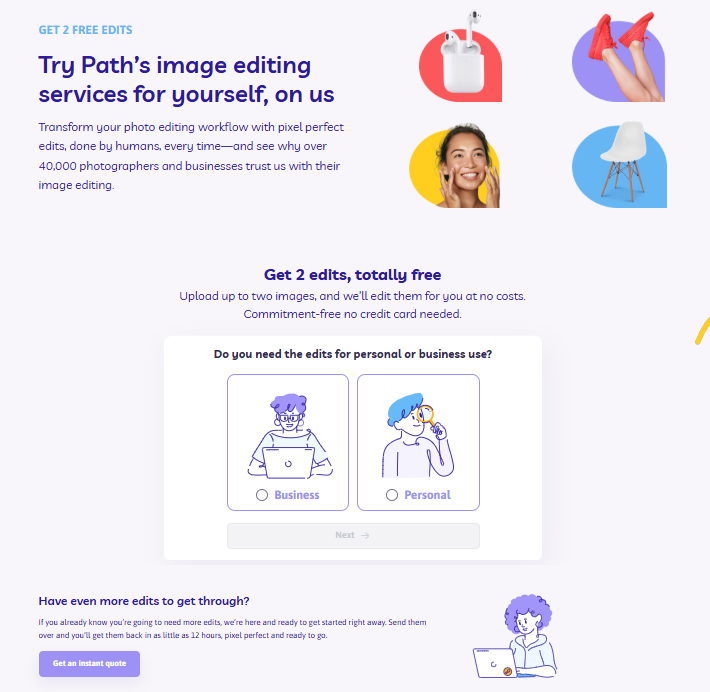 GET 2 FREE EDITS
Try Path's image editing
services for yourself, on us
Transform your photo editing workflow with pixel perfect
edits, done by humans, every time—and see why over
40,000 photographers and businesses trust us with their
image editing.
Get 2 edits, totally free
Upload up to two images, and we'll edit them for you at no costs.
Commitment-free no credit card needed.
Do you need the edits for personal or business use?
Business
Personal
Next →
Have even more edits to get through?
If you already know you're going to need more edits, we're here and ready to get started right away. Send them
over and you'll get them back in as little as 12 hours, pixel perfect and ready to go.
Get an instant quote